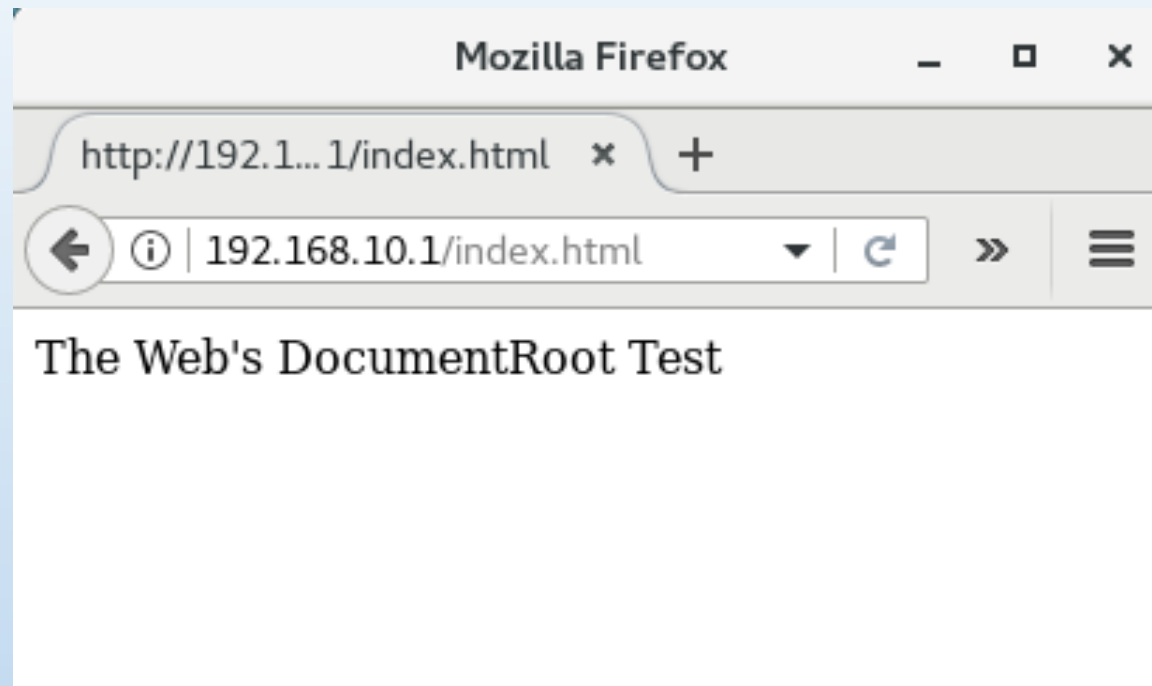 Mozilla Firefox
http://192.1... 1/index.html
192.168.10.1/index.html
The Web's DocumentRoot Test